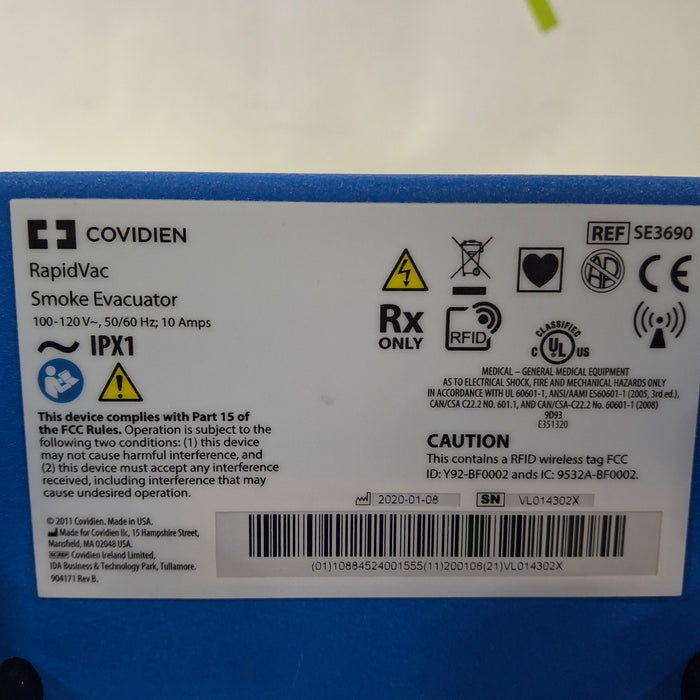 COVIDIEN
REF SE3690
RapidVac
Smoke Evacuator
100-120 V~, 50/60 Hz; 10 Amps
IPX1
Rx
ONLY
RFID
CLASSIFIED
C UL US
MEDICAL – GENERAL MEDICAL EQUIPMENT
AS TO ELECTRICAL SHOCK, FIRE AND MECHANICAL HAZARDS ONLY
IN ACCORDANCE WITH UL 60601-1, ANSI/AAMI ES60601-1 (2005, 3rd ed.),
CAN/CSA C22.2 NO. 601.1, AND CAN/CSA-C22.2 No. 60601-1 (2008)
9D93
E351320
This device complies with Part 15 of
the FCC Rules. Operation is subject to the
following two conditions: (1) this device
may not cause harmful interference, and
(2) this device must accept any interference
received, including interference that may
cause undesired operation.
CAUTION
This contains a RFID wireless tag FCC
ID: Y92-BF0002 ands IC: 9532A-BF0002.
2020-01-08
SN VL014302X
© 2011 Covidien. Made in USA.
Made for Covidien llc, 15 Hampshire Street,
Mansfield, MA 02048 USA.
EC REP Covidien Ireland Limited,
IDA Business & Technology Park, Tullamore.
904171 Rev B.
(01)10884524001555(11)200108(21)VL014302X